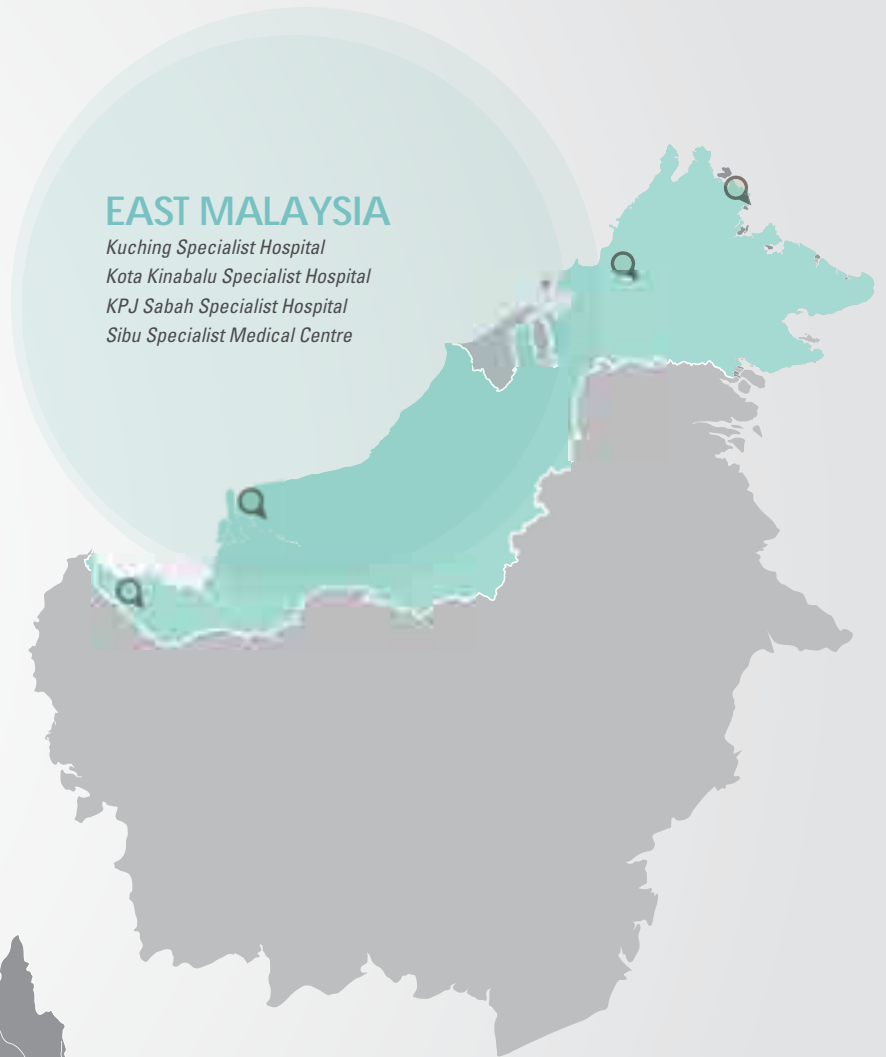 EAST MALAYSIA
Kuching Specialist Hospital
Kota Kinabalu Specialist Hospital
KPJ Sabah Specialist Hospital
Sibu Specialist Medical Centre